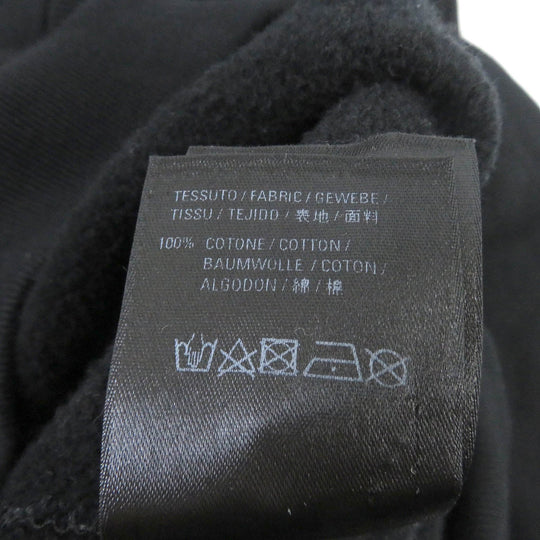 TESSUTO / FABRIC / GEWEBE /
TISSU / TEJIDO / 表地 / 面料
100% COTONE / COTTON /
BAUMWOLLE / COTON /
ALGODON / 綿 / 棉